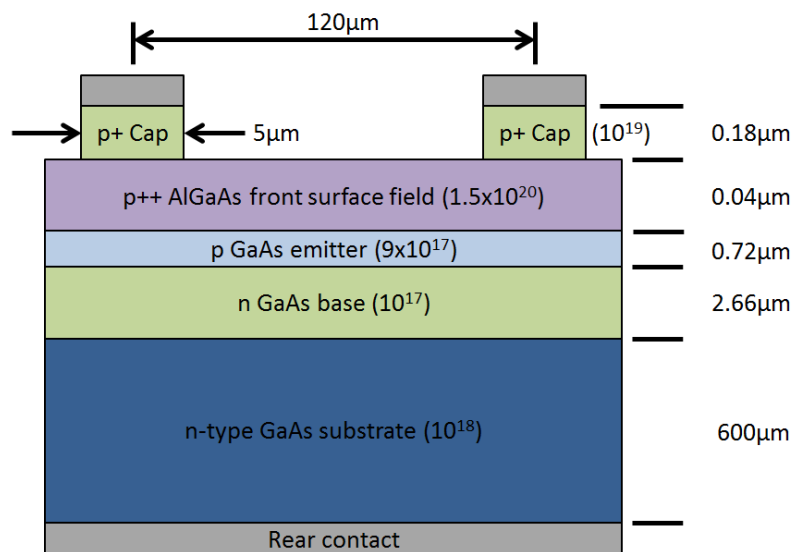 120μm
p+ Cap
5μm
p+ Cap
(10¹⁹)
0.18μm
p++ AlGaAs front surface field (1.5x10²⁰)
0.04μm
p GaAs emitter (9x10¹⁷)
0.72μm
n GaAs base (10¹⁷)
2.66μm
n-type GaAs substrate (10¹⁸)
600μm
Rear contact